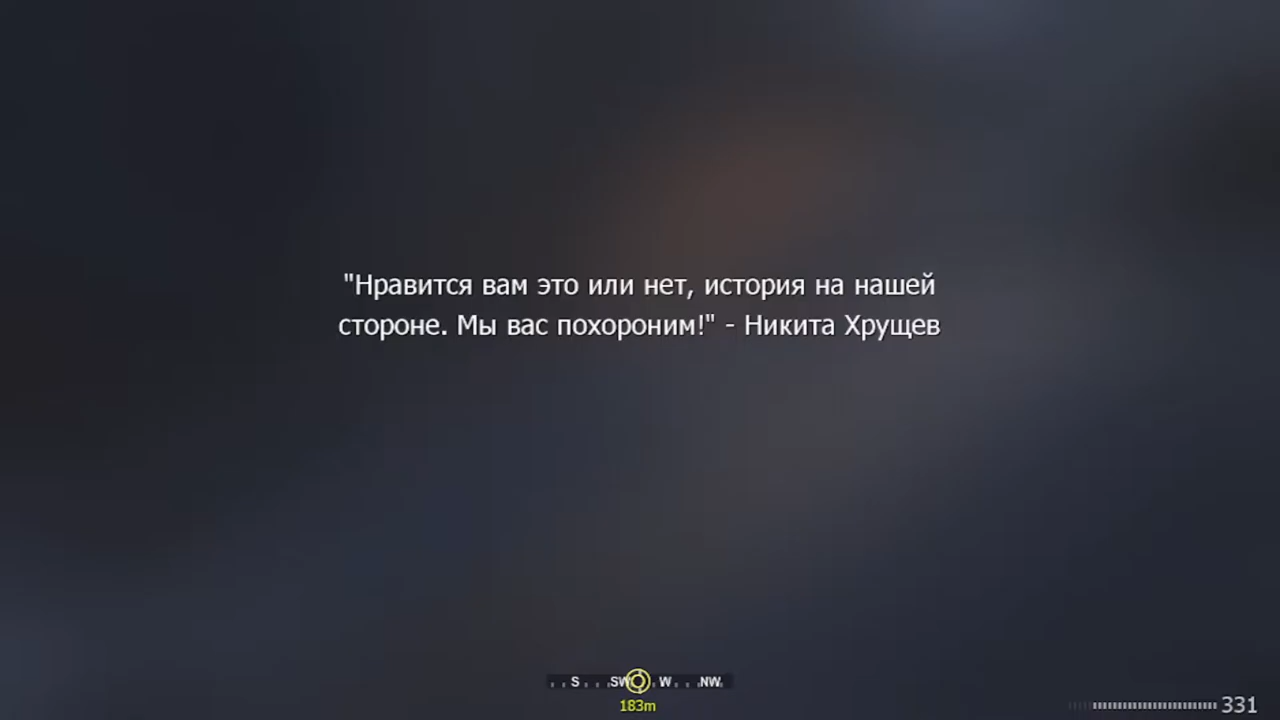 "Нравится вам это или нет, история на нашей
стороне. Мы вас похороним!" - Никита Хрущев
S SW W NW
183m
331